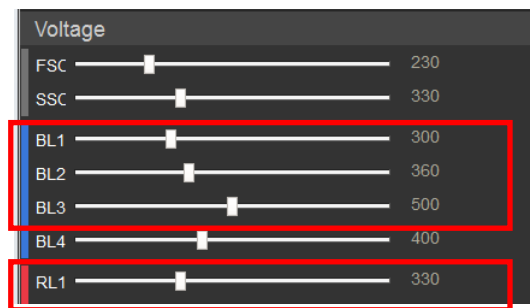 Voltage
FSC 230
SSC 330
BL1 300
BL2 360
BL3 500
BL4 400
RL1 330